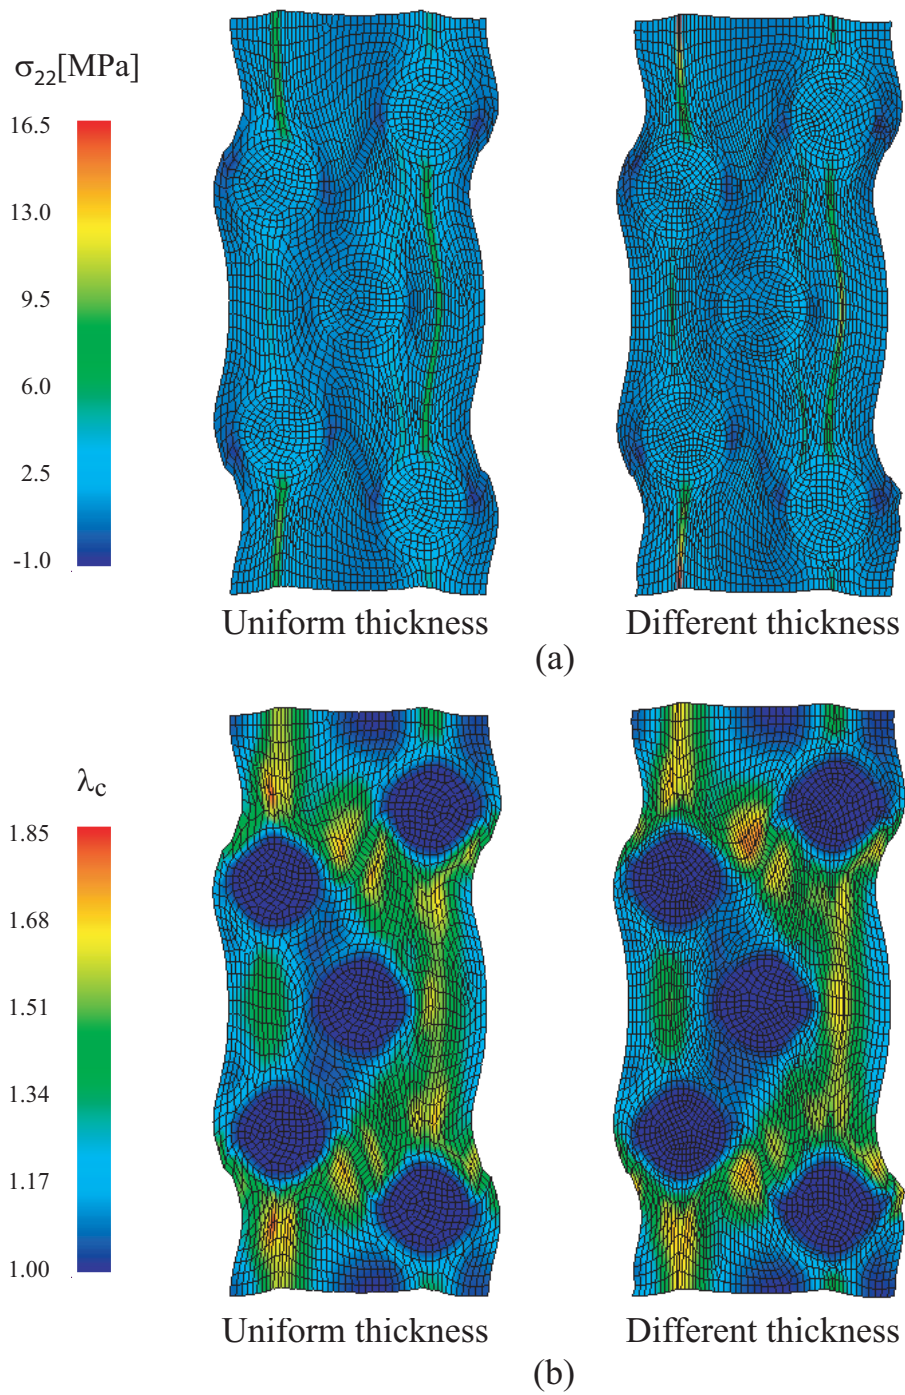 σ22[MPa]
16.5
13.0
9.5
6.0
2.5
-1.0
Uniform thickness
Different thickness
(a)
λc
1.85
1.68
1.51
1.34
1.17
1.00
Uniform thickness
Different thickness
(b)